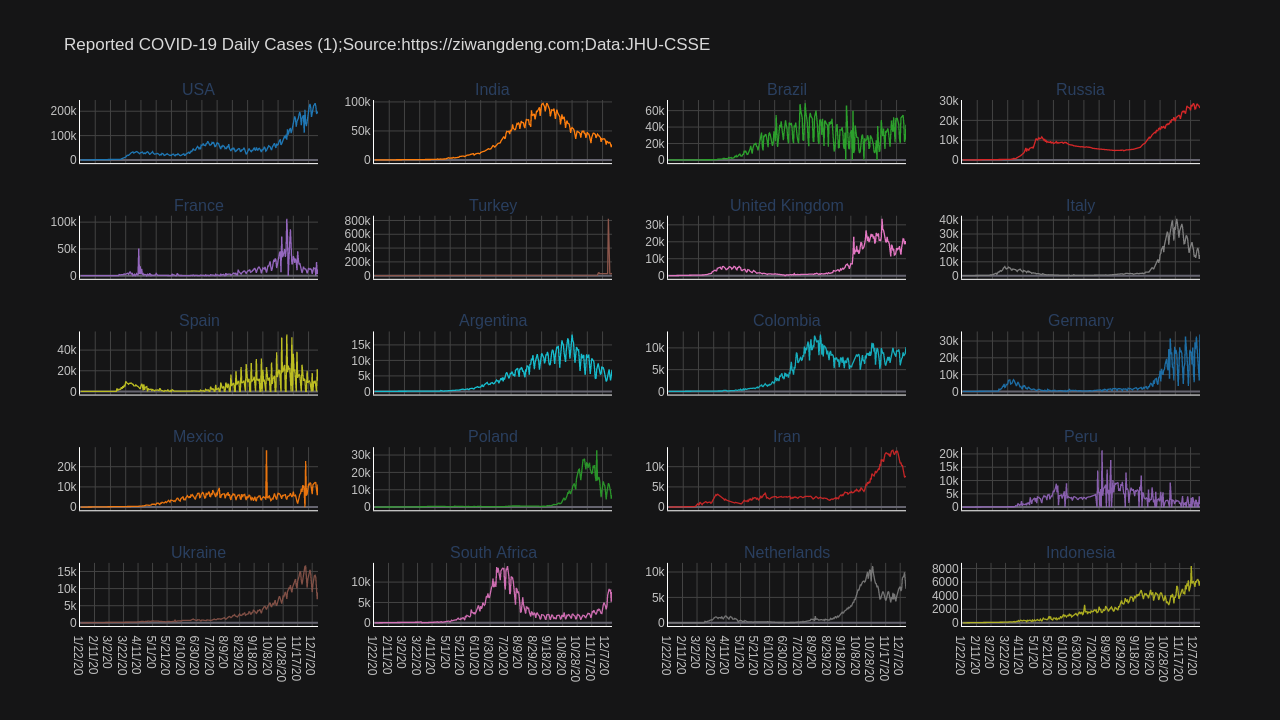 Reported COVID-19 Daily Cases (1);Source:https://ziwangdeng.com;Data:JHU-CSSE
USA
India
Brazil
Russia
200k
100k
0
100k
50k
0
60k
40k
20k
0
30k
20k
10k
0
France
Turkey
United Kingdom
Italy
100k
50k
0
800k
600k
400k
200k
0
30k
20k
10k
0
40k
30k
20k
10k
0
Spain
Argentina
Colombia
Germany
40k
20k
0
15k
10k
5k
0
10k
5k
0
30k
20k
10k
0
Mexico
Poland
Iran
Peru
20k
10k
0
30k
20k
10k
0
10k
5k
0
20k
15k
10k
5k
0
Ukraine
South Africa
Netherlands
Indonesia
15k
10k
5k
0
10k
5k
0
10k
5k
0
8000
6000
4000
2000
0
1/22/20
2/11/20
3/2/20
3/22/20
4/11/20
5/1/20
5/21/20
6/10/20
6/30/20
7/20/20
8/9/20
8/29/20
9/18/20
10/8/20
10/28/20
11/17/20
12/7/20
1/22/20
2/11/20
3/2/20
3/22/20
4/11/20
5/1/20
5/21/20
6/10/20
6/30/20
7/20/20
8/9/20
8/29/20
9/18/20
10/8/20
10/28/20
11/17/20
12/7/20
1/22/20
2/11/20
3/2/20
3/22/20
4/11/20
5/1/20
5/21/20
6/10/20
6/30/20
7/20/20
8/9/20
8/29/20
9/18/20
10/8/20
10/28/20
11/17/20
12/7/20
1/22/20
2/11/20
3/2/20
3/22/20
4/11/20
5/1/20
5/21/20
6/10/20
6/30/20
7/20/20
8/9/20
8/29/20
9/18/20
10/8/20
10/28/20
11/17/20
12/7/20